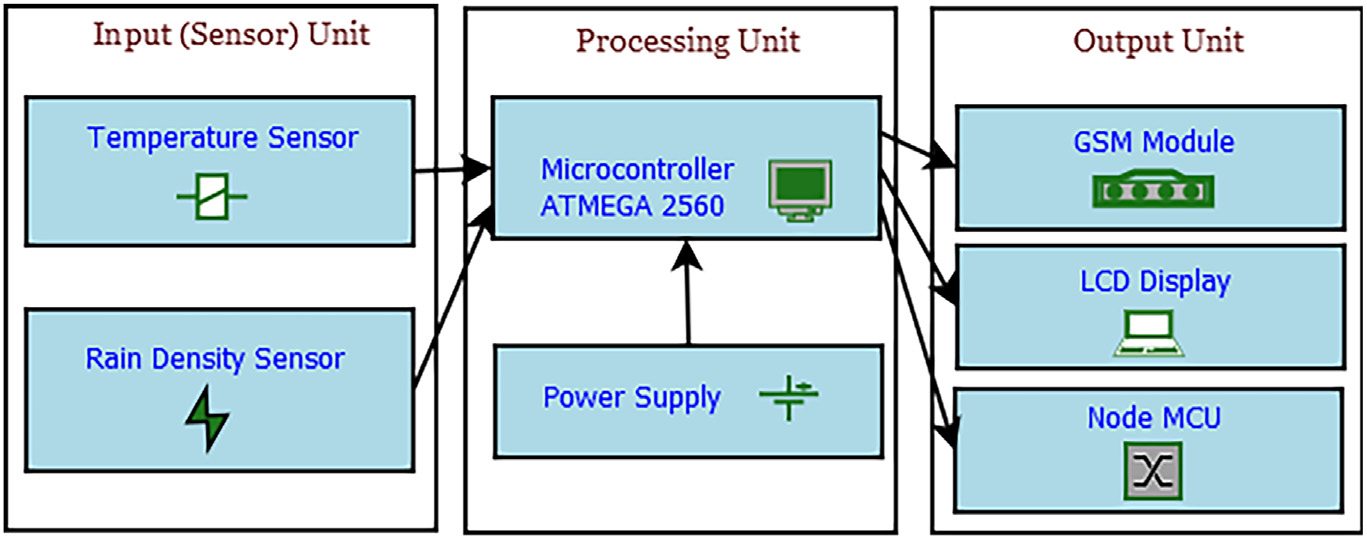 Input (Sensor) Unit
Temperature Sensor
Rain Density Sensor
Processing Unit
Microcontroller
ATMEGA 2560
Power Supply
Output Unit
GSM Module
LCD Display
Node MCU